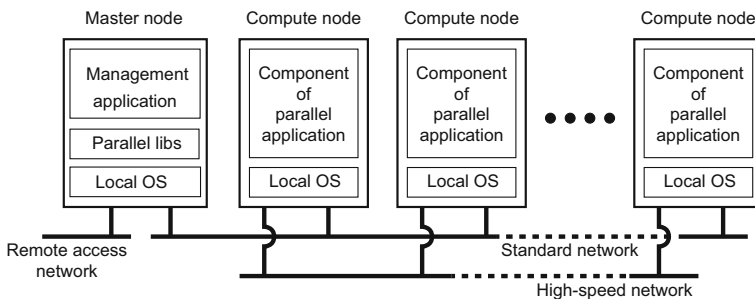 Master node
Compute node
Compute node
Compute node
Management
application
Parallel libs
Local OS
Component
of
parallel
application
Local OS
Component
of
parallel
application
Local OS
Component
of
parallel
application
Local OS
Remote access
network
Standard network
High-speed network